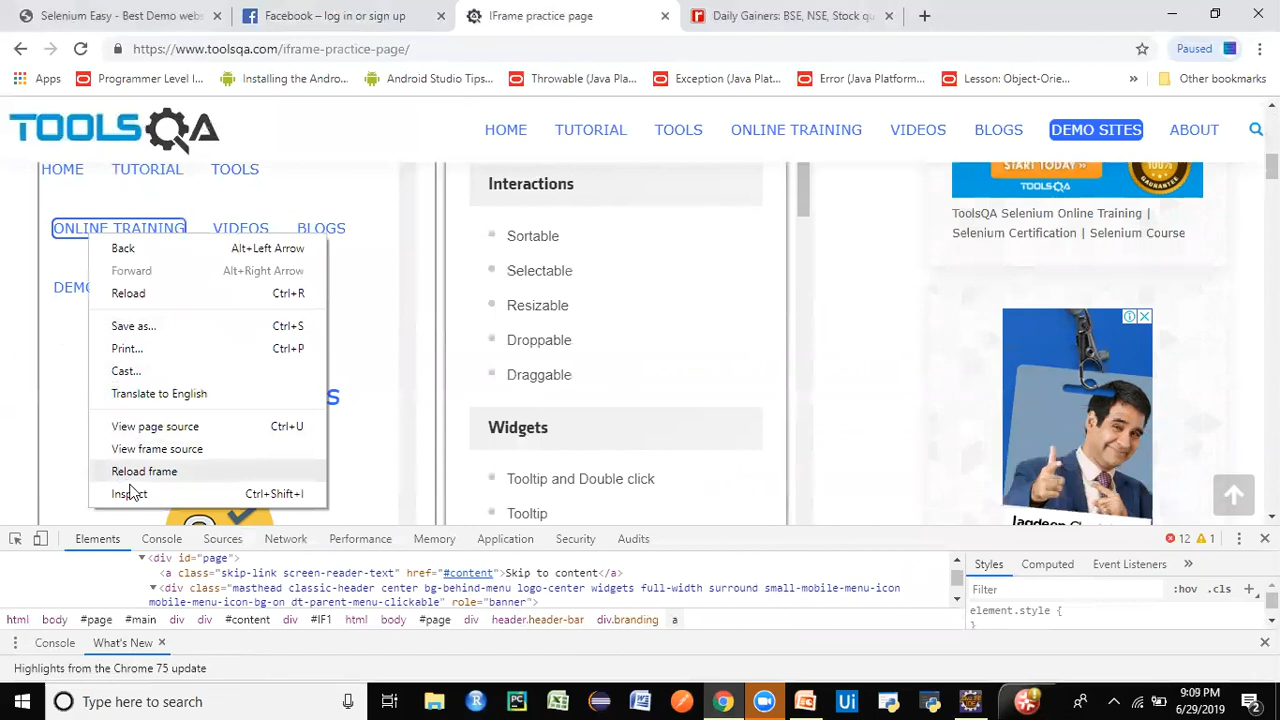 Selenium Easy - Best Demo webs
Facebook – log in or sign up
IFrame practice page
Daily Gainers: BSE, NSE, Stock qu
https://www.toolsqa.com/iframe-practice-page/
Paused
Apps
Programmer Level I...
Installing the Andro...
Android Studio Tips...
Throwable (Java Plat...
Exception (Java Plat...
Error (Java Platform...
Lesson: Object-Orie...
»
Other bookmarks
TOOLSQA
HOME
TUTORIAL
TOOLS
ONLINE TRAINING
VIDEOS
BLOGS
DEMO SITES
ABOUT
HOME
TUTORIAL
TOOLS
ONLINE TRAINING
VIDEOS
BLOGS
DEMO
S
Back Alt+Left Arrow
Forward Alt+Right Arrow
Reload Ctrl+R
Save as... Ctrl+S
Print... Ctrl+P
Cast...
Translate to English
View page source Ctrl+U
View frame source
Reload frame
Inspect Ctrl+Shift+I
Interactions
Sortable
Selectable
Resizable
Droppable
Draggable
Widgets
Tooltip and Double click
Tooltip
START TODAY »
100%
GUARANTEE
TOOLSQA
ToolsQA Selenium Online Training |
Selenium Certification | Selenium Course
Elements
Console
Sources
Network
Performance
Memory
Application
Security
Audits
12
1
<div id="page">
<a class="skip-link screen-reader-text" href="#content">Skip to content</a>
<div class="masthead classic-header center bg-behind-menu logo-center widgets full-width surround small-mobile-menu-icon
mobile-menu-icon-bg-on dt-parent-menu-clickable" role="banner">
html body #page #main div div #content #IF1 html body #page div header.header-bar div.branding a
Styles
Computed
Event Listeners
»
Filter
:hov .cls
element.style {
}
Console
What's New
Highlights from the Chrome 75 update
Type here to search
9:09 PM
6/29/2019
2